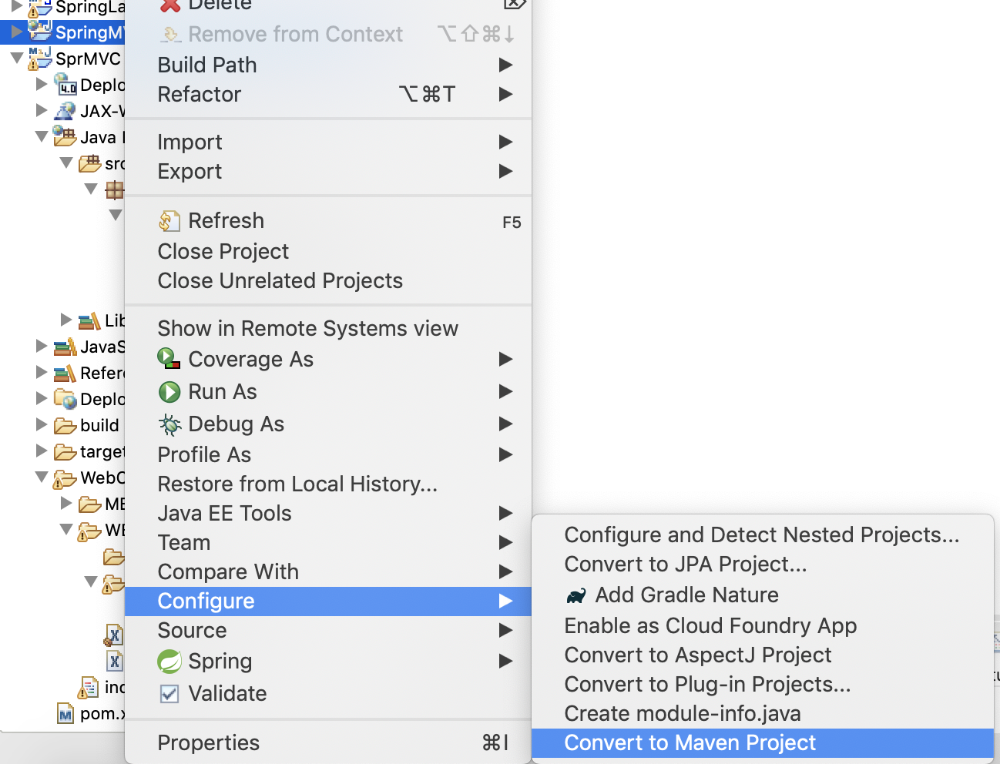 SpringLa
Delete
SpringM
Remove from Context ⌥⇧⌘↓
SprMVC
Build Path
Deplo
Refactor ⌥⌘T
JAX-W
Java
Import
src
Export
Refresh F5
Close Project
Close Unrelated Projects
Lib
Show in Remote Systems view
JavaS
Coverage As
Refer
Run As
Deplo
build
Debug As
target
Profile As
WebC
Restore from Local History...
ME
Java EE Tools
WE
Team
Compare With
Configure
Source
Spring
ind
Validate
pom.x
Properties ⌘I
Configure and Detect Nested Projects...
Convert to JPA Project...
Add Gradle Nature
Enable as Cloud Foundry App
Convert to AspectJ Project
Convert to Plug-in Projects...
Create module-info.java
Convert to Maven Project